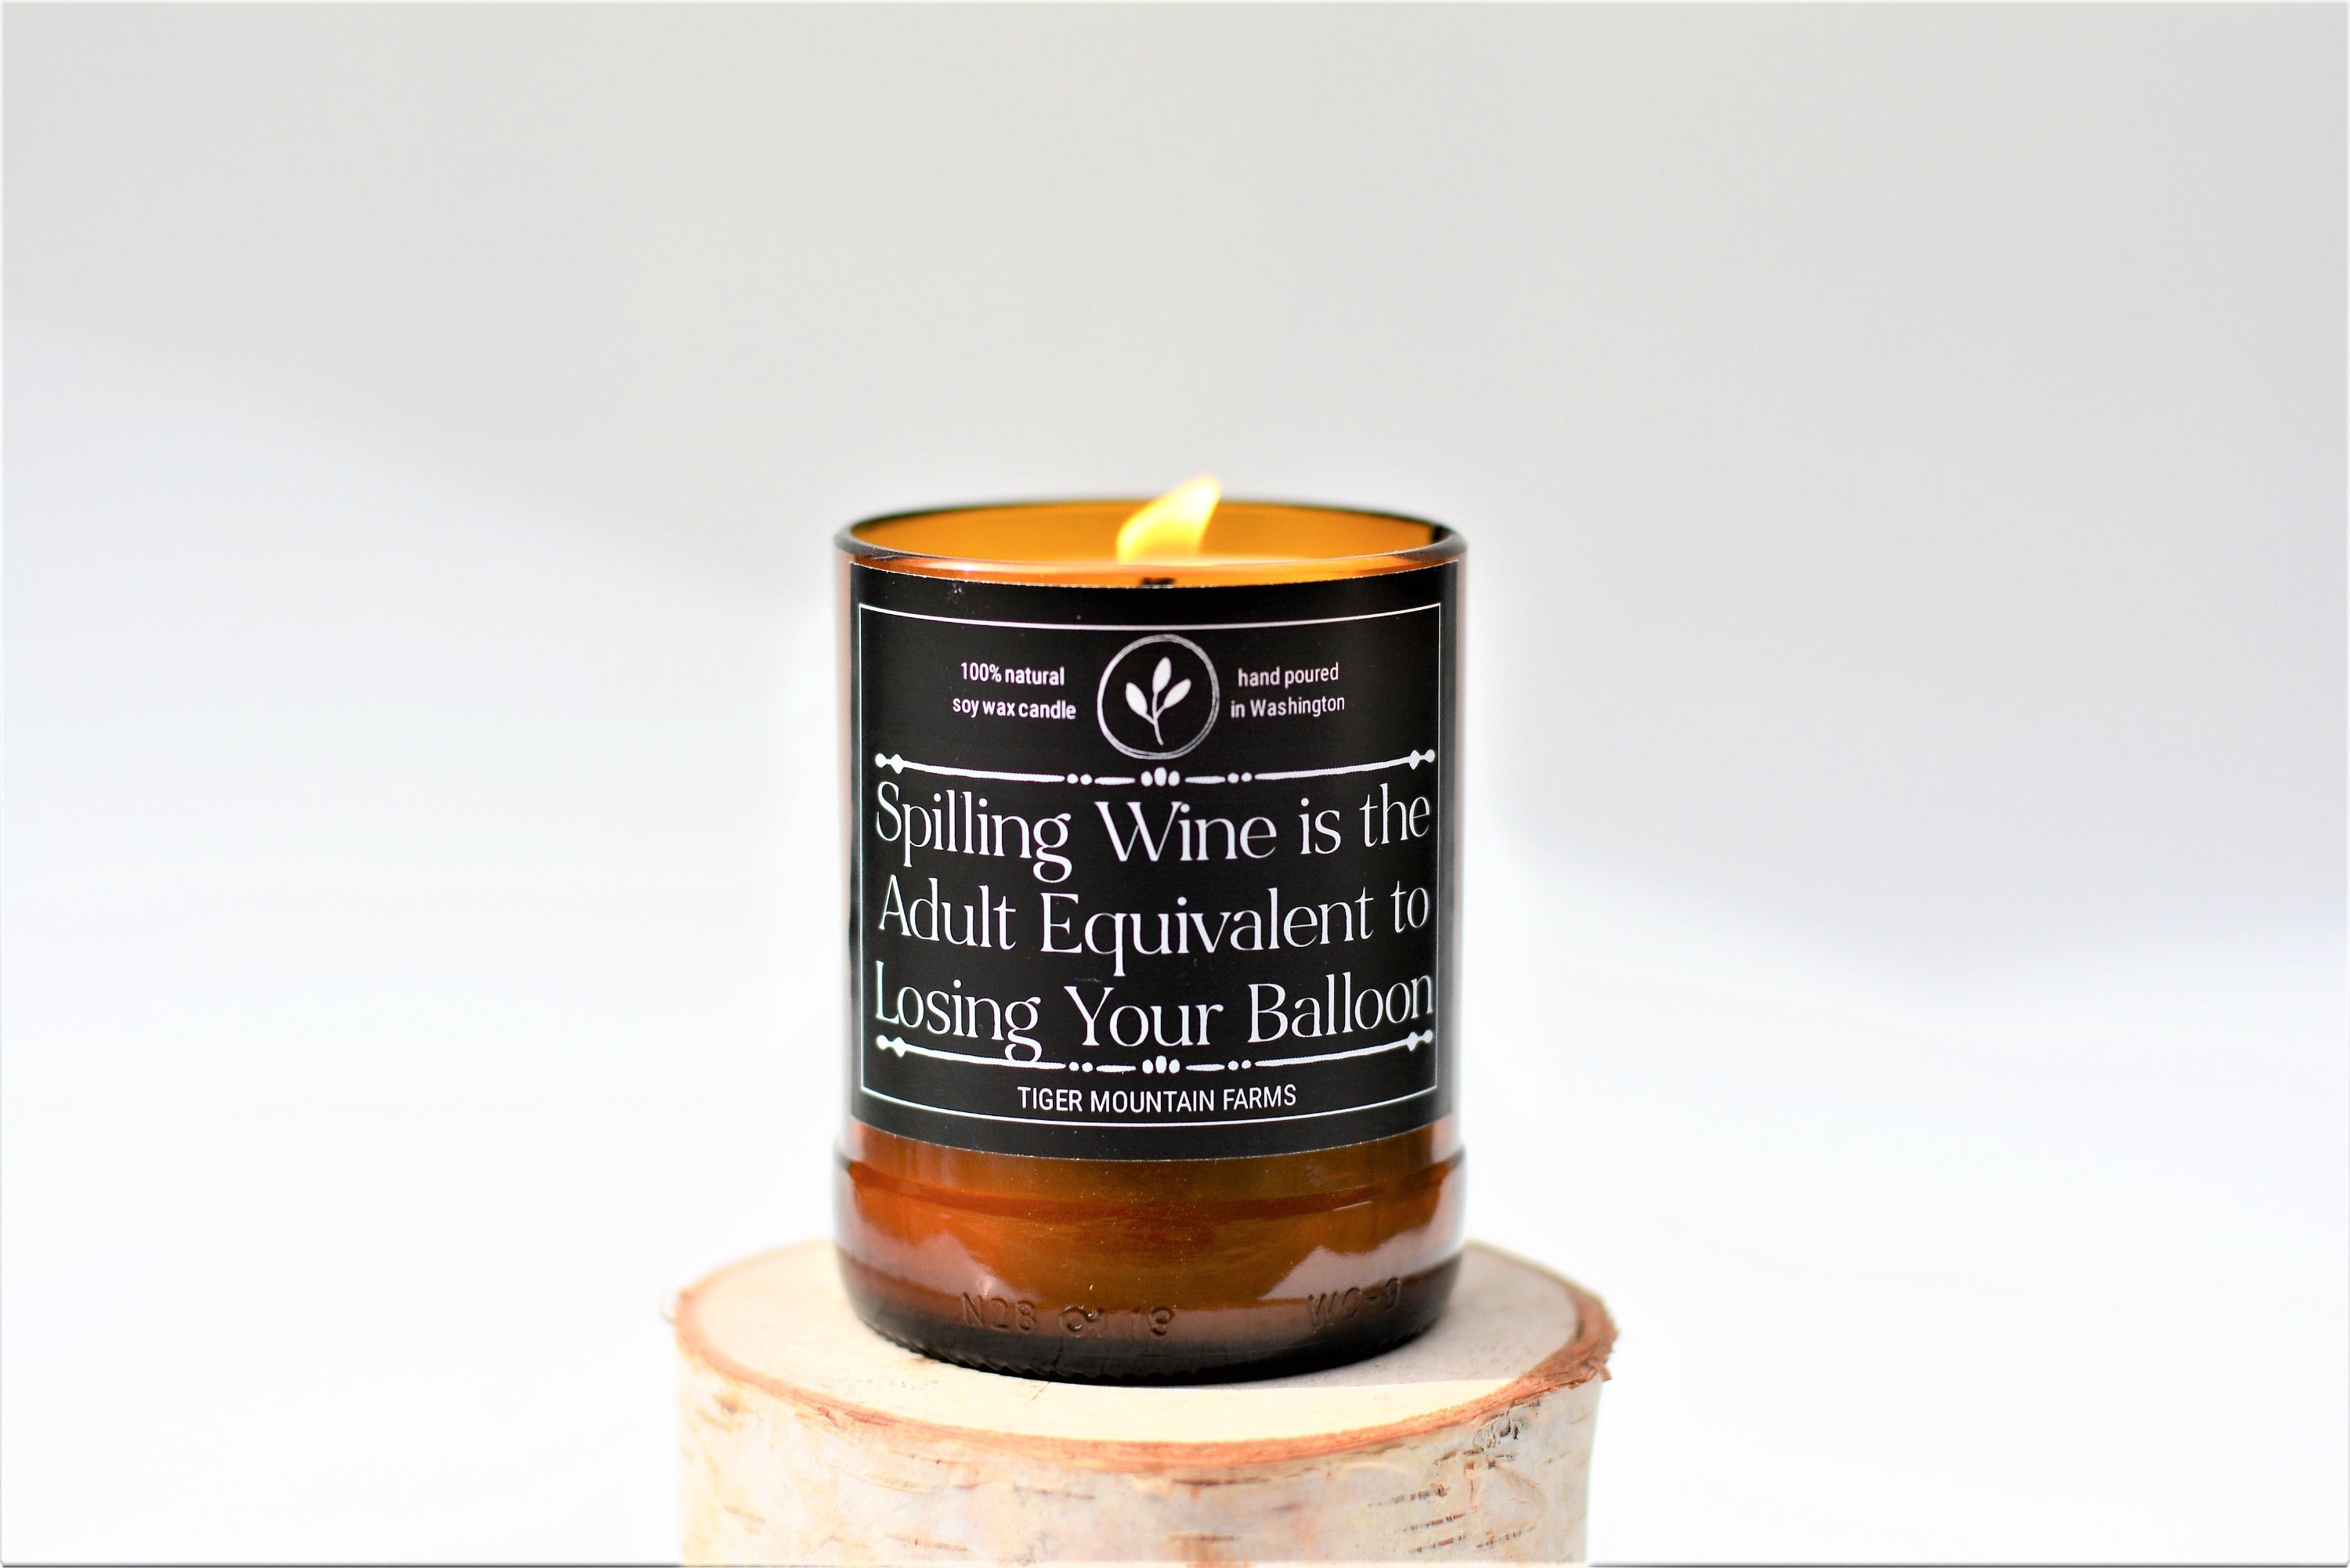 100% natural
soy wax candle
hand poured
in Washington
Spilling Wine is the
Adult Equivalent to
Losing Your Balloon
TIGER MOUNTAIN FARMS
N28